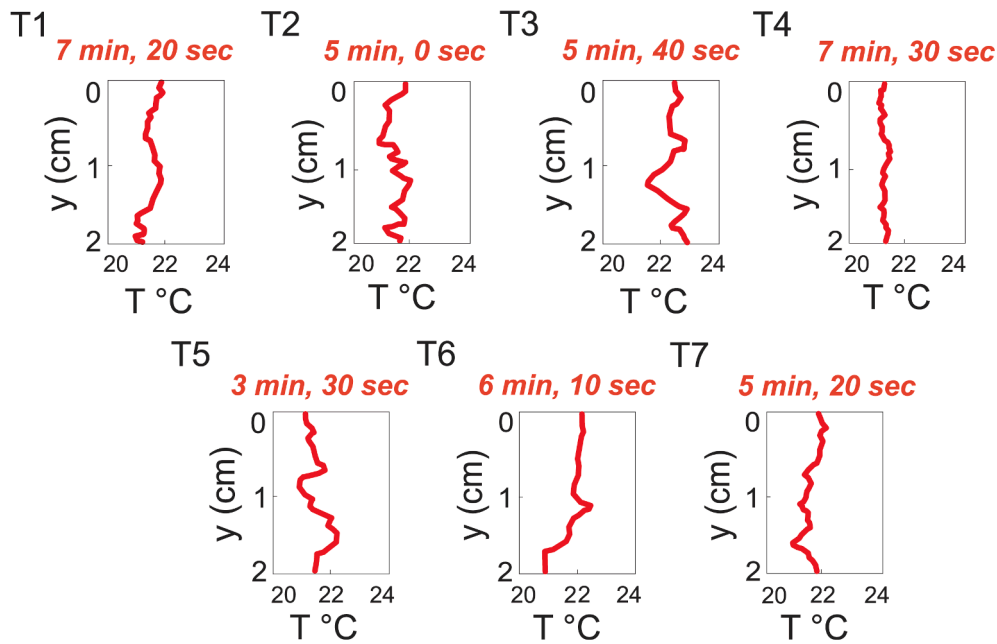 T1 T2 T3 T4
7 min, 20 sec 5 min, 0 sec 5 min, 40 sec 7 min, 30 sec
0 0 0 0
y (cm) y (cm) y (cm) y (cm)
1 1 1 1
2 2 2 2
20 22 24 20 22 24 20 22 24 20 22 24
T °C T °C T °C T °C
T5 T6 T7
3 min, 30 sec 6 min, 10 sec 5 min, 20 sec
0 0 0
y (cm) y (cm) y (cm)
1 1 1
2 2 2
20 22 24 20 22 24 20 22 24
T °C T °C T °C